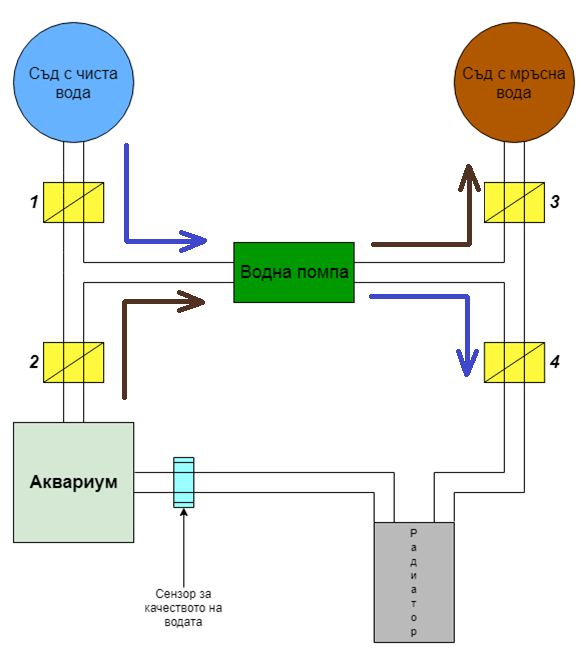 Съд с чиста
вода
Съд с мръсна
вода
1
3
Водна помпа
2
4
Аквариум
Сензор за
качеството на
водата
Р
а
д
и
а
т
о
р